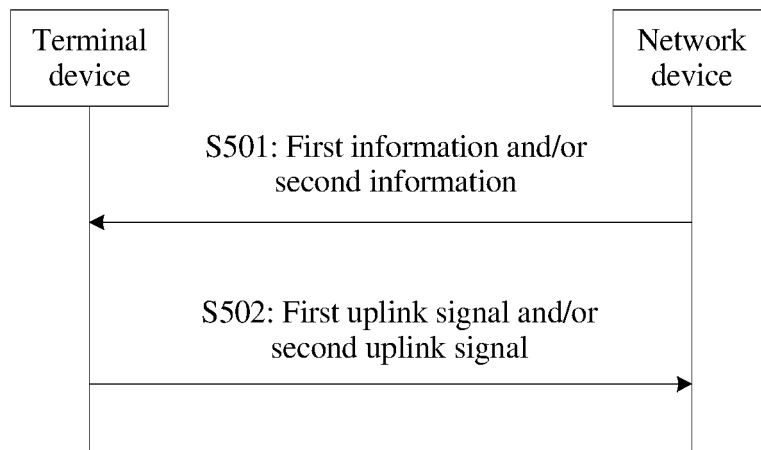 Terminal
device
Network
device
S501: First information and/or
second information
S502: First uplink signal and/or
second uplink signal